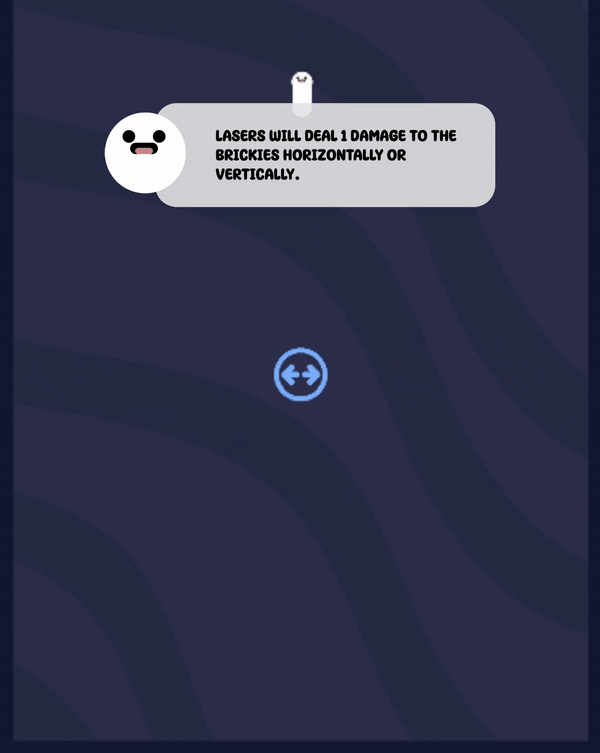 LASERS WILL DEAL 1 DAMAGE TO THE
BRICKIES HORIZONTALLY OR
VERTICALLY.